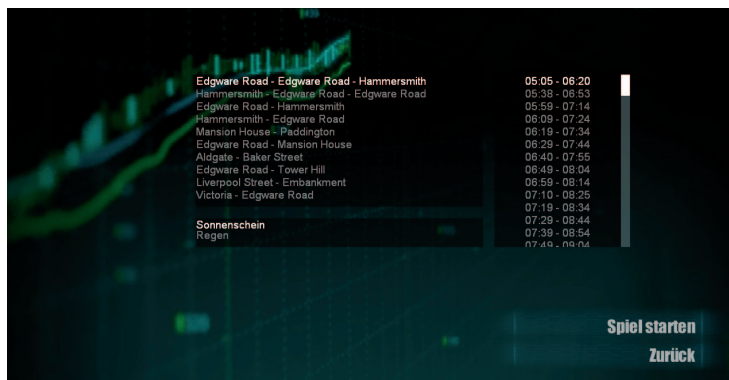 Edgware Road - Edgware Road - Hammersmith 05:05 - 06:20
Hammersmith - Edgware Road - Edgware Road 05:38 - 06:53
Edgware Road - Hammersmith 05:59 - 07:14
Hammersmith - Edgware Road 06:09 - 07:24
Mansion House - Paddington 06:19 - 07:34
Edgware Road - Mansion House 06:29 - 07:44
Aldgate - Baker Street 06:40 - 07:55
Edgware Road - Tower Hill 06:49 - 08:04
Liverpool Street - Embankment 06:59 - 08:14
Victoria - Edgware Road 07:10 - 08:25
07:19 - 08:34
Sonnenschein 07:29 - 08:44
Regen 07:39 - 08:54
07:49 - 09:04
Spiel starten
Zurück